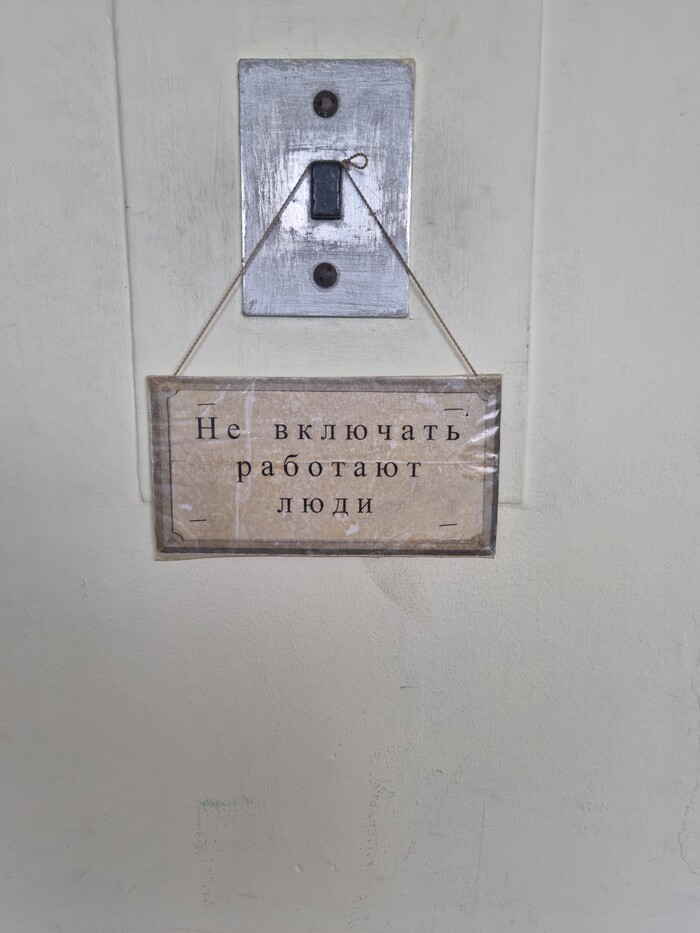 Не включать
работают
люди